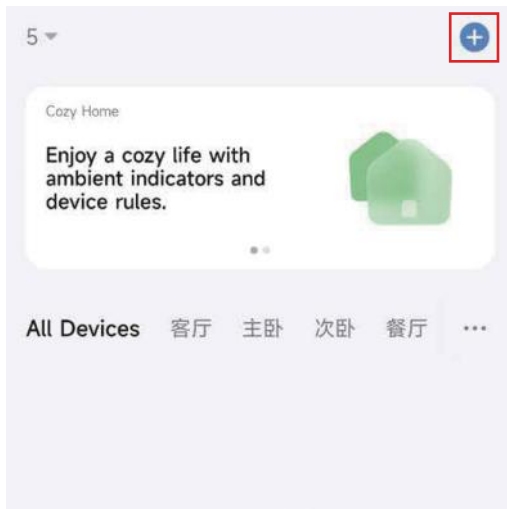 5
Cozy Home
Enjoy a cozy life with
ambient indicators and
device rules.
All Devices 客厅 主卧 次卧 餐厅 ...